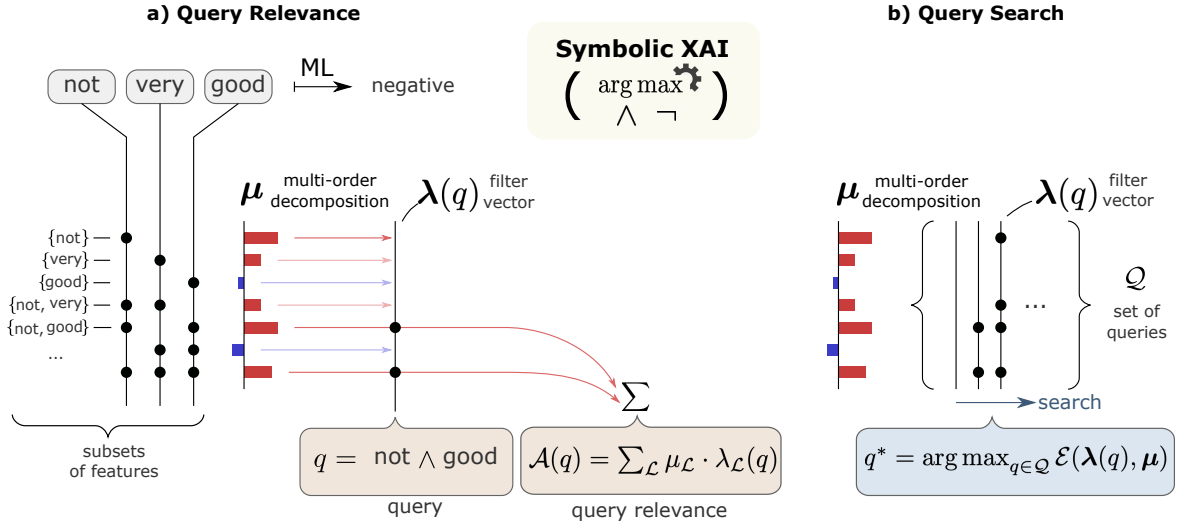 a) Query Relevance
not very good
ML
negative
μ multi-order
decomposition
λ(q) filter
vector
{not}
{very}
{good}
{not, very}
{not, good}
...
subsets
of features
∑
q = not ∧ good
query
𝒜(q) = ∑_ℒ μ_ℒ · λ_ℒ(q)
query relevance
Symbolic XAI
( arg max )
∧ ¬
b) Query Search
μ multi-order
decomposition
λ(q) filter
vector
...
𝒬
set of
queries
search
q* = arg max_{q∈𝒬} ℰ(λ(q), μ)